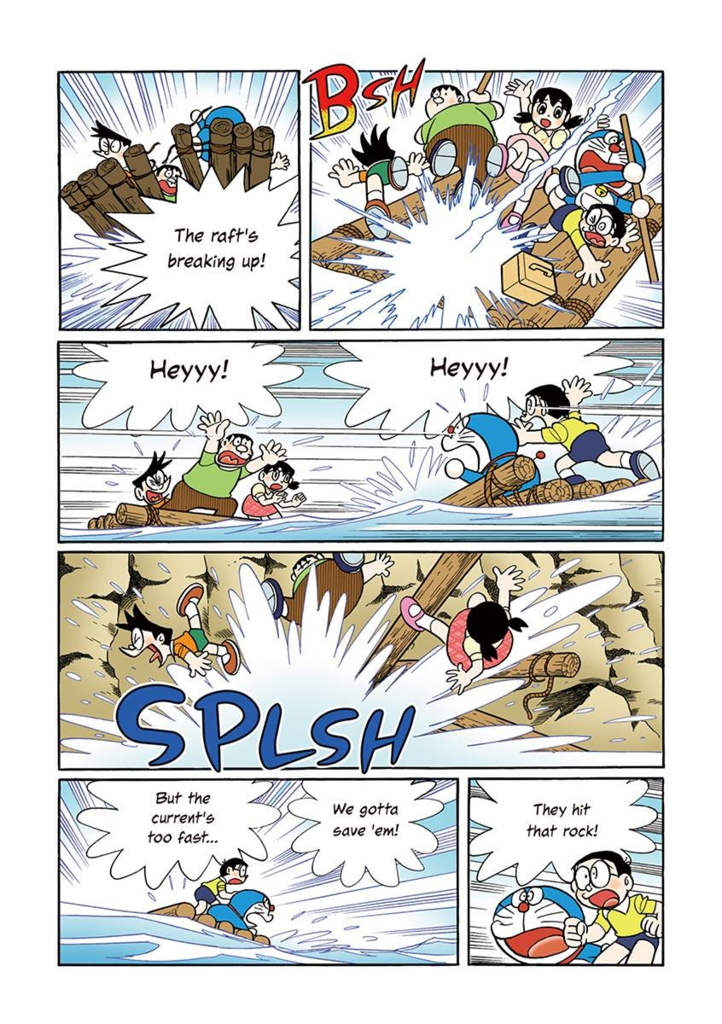 BSH
The raft's
breaking up!
Heyyy!
Heyyy!
SPLSH
They hit
that rock!
We gotta
save 'em!
But the
current's
too fast...